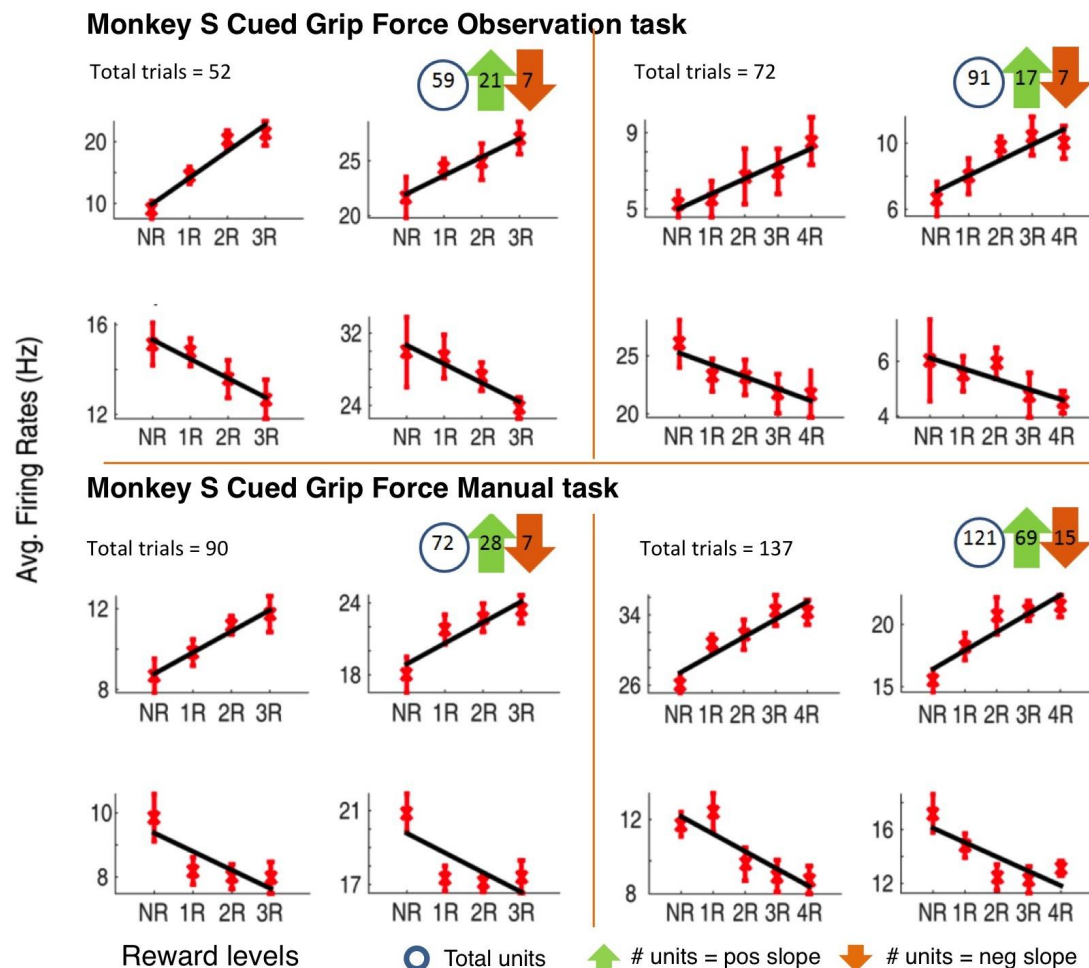 Monkey S Cued Grip Force Observation task
Total trials = 52
59 21 7
Total trials = 72
91 17 7
20
10
NR 1R 2R 3R
25
20
NR 1R 2R 3R
9
5
NR 1R 2R 3R 4R
10
6
NR 1R 2R 3R 4R
16
12
NR 1R 2R 3R
32
24
NR 1R 2R 3R
25
20
NR 1R 2R 3R 4R
6
4
NR 1R 2R 3R 4R
Avg. Firing Rates (Hz)
Monkey S Cued Grip Force Manual task
Total trials = 90
72 28 7
Total trials = 137
121 69 15
12
8
NR 1R 2R 3R
24
18
NR 1R 2R 3R
34
26
NR 1R 2R 3R 4R
20
15
NR 1R 2R 3R 4R
10
8
NR 1R 2R 3R
21
17
NR 1R 2R 3R
12
8
NR 1R 2R 3R 4R
16
12
NR 1R 2R 3R 4R
Reward levels
Total units
# units = pos slope
# units = neg slope